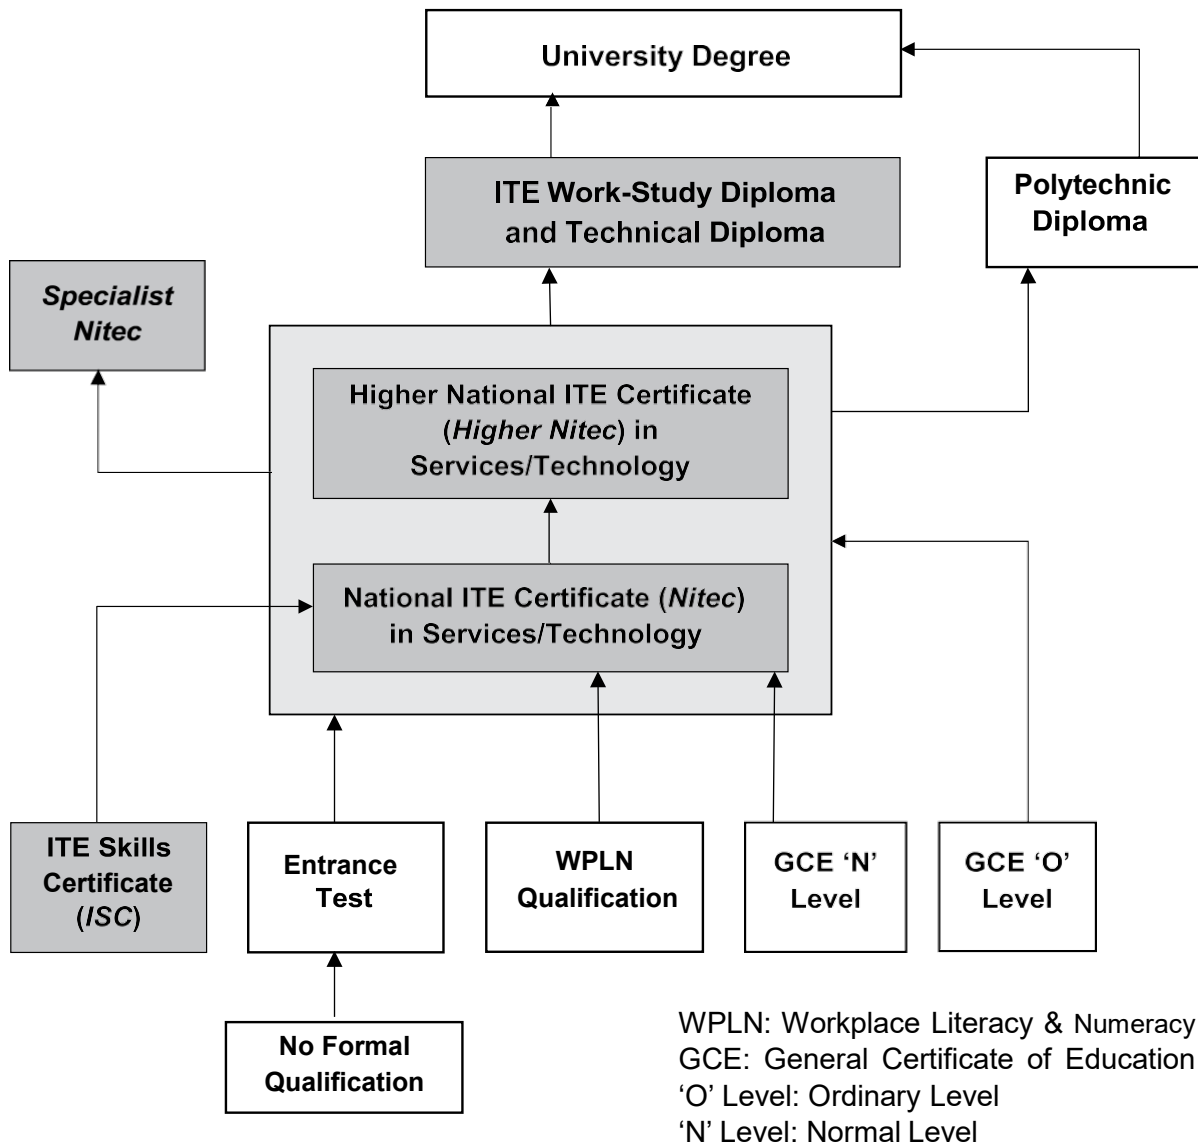 University Degree
ITE Work-Study Diploma
and Technical Diploma
Polytechnic
Diploma
Specialist
Nitec
Higher National ITE Certificate
(Higher Nitec) in
Services/Technology
National ITE Certificate (Nitec)
in Services/Technology
ITE Skills
Certificate
(ISC)
Entrance
Test
WPLN
Qualification
GCE ‘N’
Level
GCE ‘O’
Level
No Formal
Qualification
WPLN: Workplace Literacy & Numeracy
GCE: General Certificate of Education
‘O’ Level: Ordinary Level
‘N’ Level: Normal Level